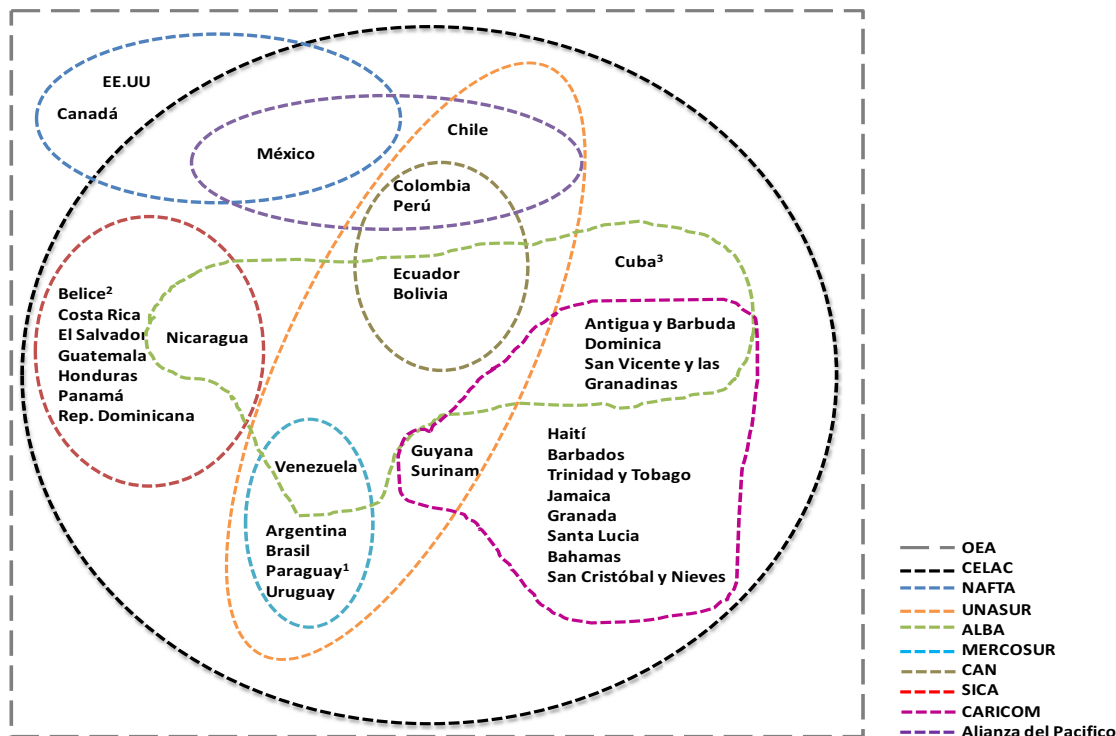 EE.UU
Canadá
México
Chile
Colombia
Perú
Ecuador
Bolivia
Cuba³
Belice²
Costa Rica
El Salvador
Guatemala
Honduras
Panamá
Rep. Dominicana
Nicaragua
Antigua y Barbuda
Dominica
San Vicente y las
Granadinas
Venezuela
Guyana
Surinam
Haití
Barbados
Trinidad y Tobago
Jamaica
Granada
Santa Lucia
Bahamas
San Cristóbal y Nieves
Argentina
Brasil
Paraguay¹
Uruguay
OEA
CELAC
NAFTA
UNASUR
ALBA
MERCOSUR
CAN
SICA
CARICOM
Alianza del Pacifico